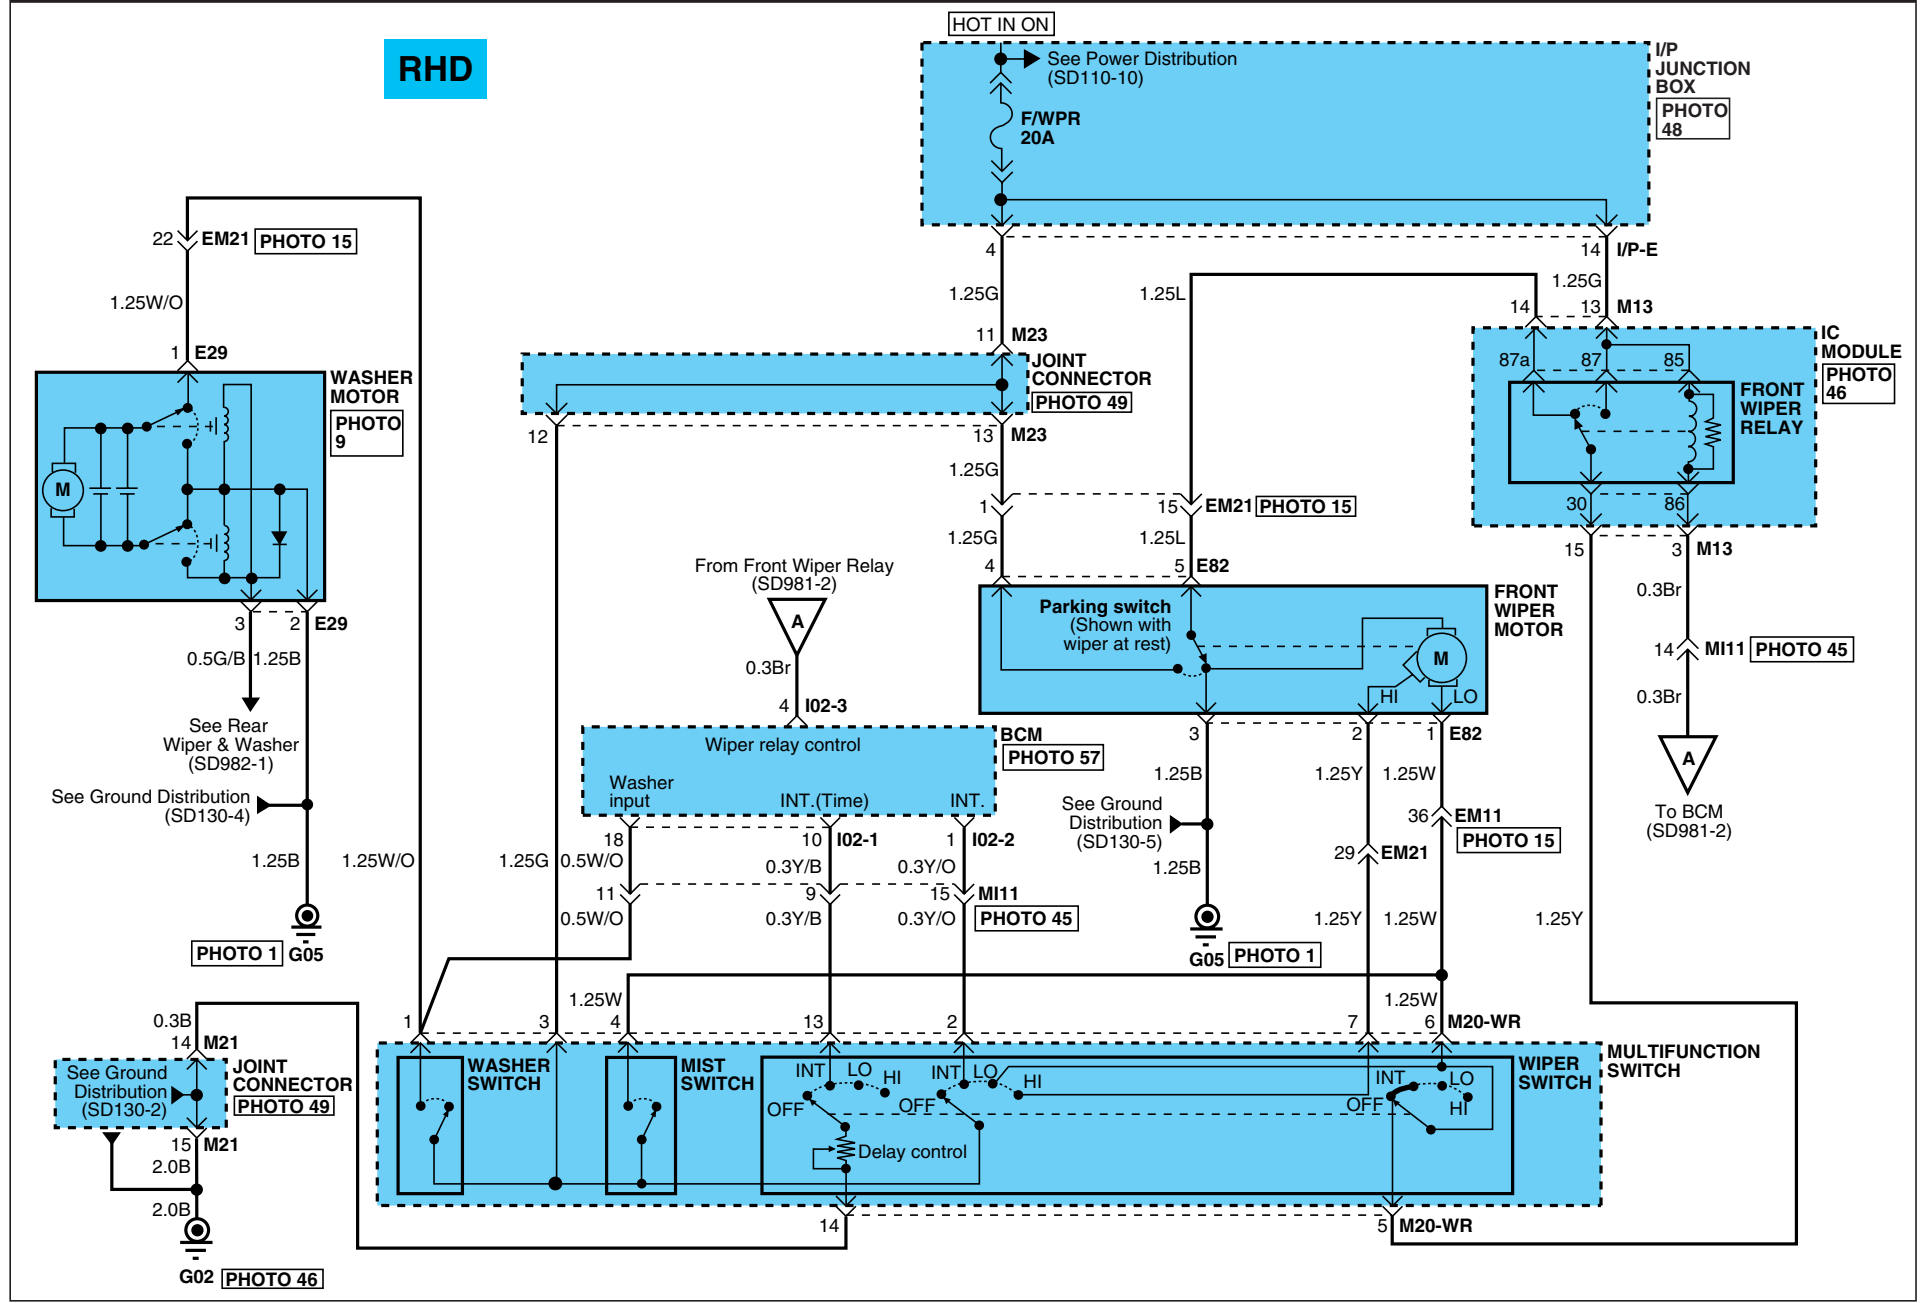 HOT IN ON
RHD
See Power Distribution
(SD110-10)
F/WPR
20A
I/P
JUNCTION
BOX
PHOTO
48
4
14
I/P-E
22
EM21
PHOTO 15
1.25W/O
1
E29
WASHER
MOTOR
PHOTO
9
M
3
2
E29
0.5G/B
1.25B
See Rear
Wiper & Washer
(SD982-1)
See Ground Distribution
(SD130-4)
1.25B
PHOTO 1
G05
1.25W/O
1.25G
11
M23
JOINT
CONNECTOR
PHOTO 49
12
13
M23
1.25G
1
15
EM21
PHOTO 15
1.25G
1.25L
1.25L
4
5
E82
1.25G
14
13
M13
IC
MODULE
PHOTO
46
87a
87
85
FRONT
WIPER
RELAY
30
86
15
3
M13
0.3Br
14
MI11
PHOTO 45
0.3Br
A
To BCM
(SD981-2)
Parking switch
(Shown with
wiper at rest)
M
HI
LO
FRONT
WIPER
MOTOR
3
2
1
E82
1.25B
1.25Y
1.25W
See Ground
Distribution
(SD130-5)
1.25B
36
EM11
PHOTO 15
29
EM21
G05
PHOTO 1
1.25Y
1.25W
1.25Y
From Front Wiper Relay
(SD981-2)
A
0.3Br
4
I02-3
Wiper relay control
BCM
PHOTO 57
Washer
input
INT.(Time)
INT.
18
10
I02-1
1
I02-2
1.25G
0.5W/O
0.3Y/B
0.3Y/O
11
9
15
MI11
0.5W/O
0.3Y/B
0.3Y/O
PHOTO 45
1.25W
1.25W
1
3
4
13
2
7
6
M20-WR
WASHER
SWITCH
MIST
SWITCH
INT
LO
HI
OFF
INT
LO
HI
OFF
INT
LO
HI
OFF
WIPER
SWITCH
MULTIFUNCTION
SWITCH
Delay control
14
5
M20-WR
0.3B
14
M21
See Ground
Distribution
(SD130-2)
JOINT
CONNECTOR
PHOTO 49
15
M21
2.0B
2.0B
G02
PHOTO 46